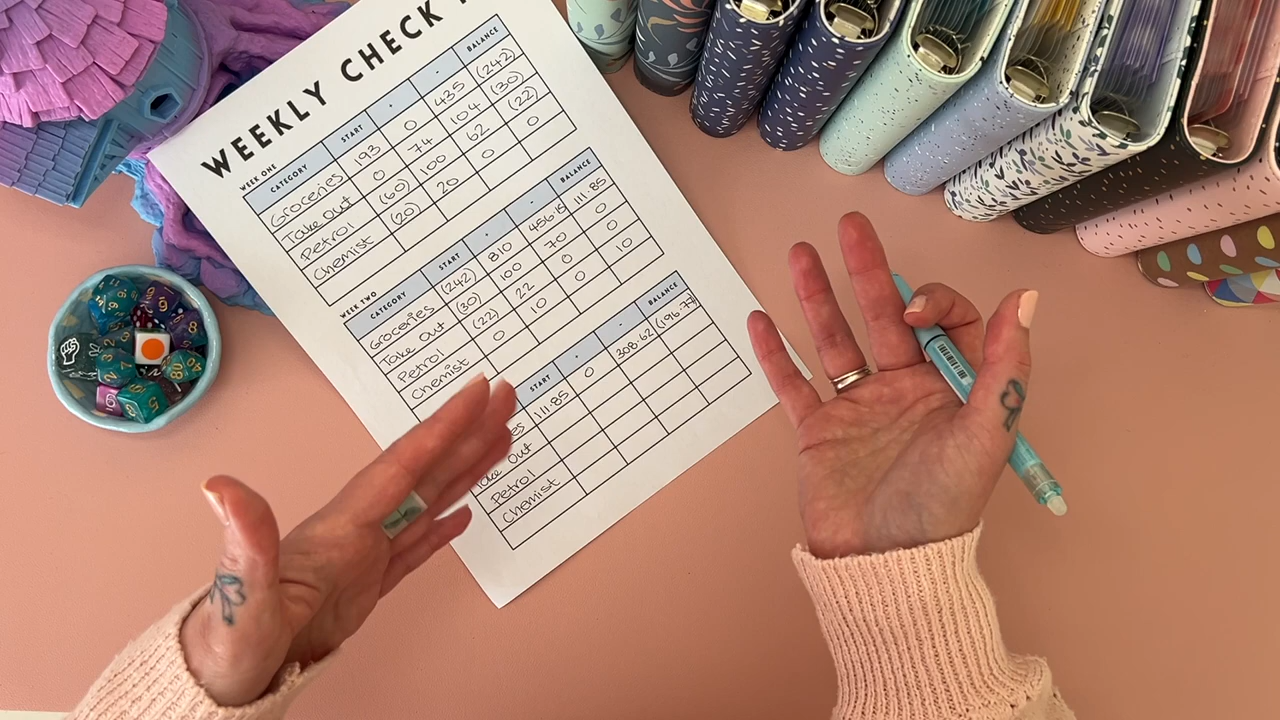 WEEKLY CHECK
WEEK ONE
CATEGORY START + - BALANCE
Groceries 193 0 435 (242)
Take Out 0 74 104 (30)
Petrol (60) 100 62 (22)
Chemist (20) 20 0 0
WEEK TWO
CATEGORY START + - BALANCE
Groceries (242) 810 456.15 111.85
Take Out (30) 100 70 0
Petrol (22) 22 0 0
Chemist 0 10 0 10
START + - BALANCE
es 111.85 0 308.62 (196.77)
Take Out
Petrol
Chemist